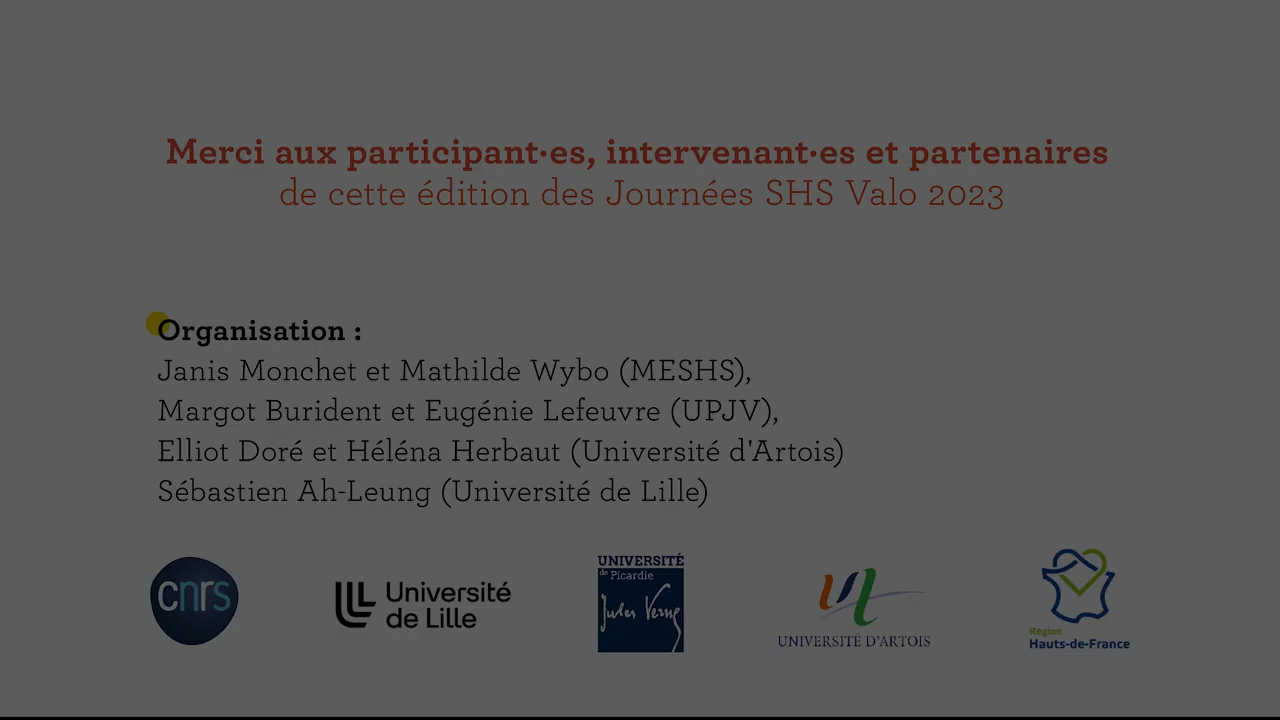 Merci aux participant·es, intervenant·es et partenaires
de cette édition des Journées SHS Valo 2023
Organisation :
Janis Monchet et Mathilde Wybo (MESHS),
Margot Burident et Eugénie Lefeuvre (UPJV),
Elliot Doré et Héléna Herbaut (Université d'Artois)
Sébastien Ah-Leung (Université de Lille)
cnrs
Université
de Lille
UNIVERSITÉ
de Picardie
Jules Verne
UNIVERSITÉ D'ARTOIS
Région
Hauts-de-France